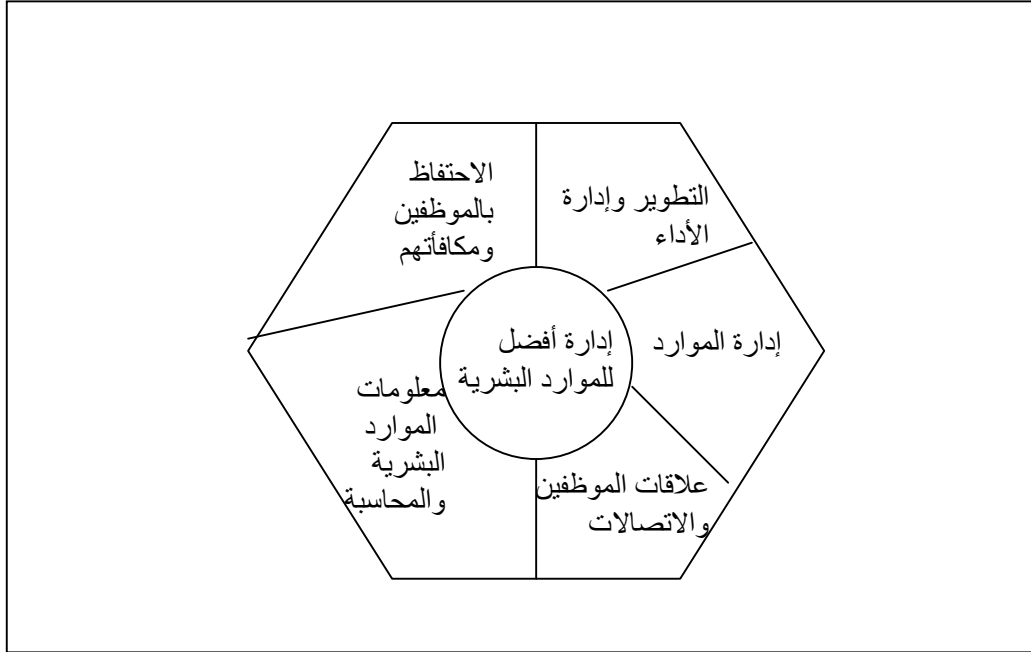 الاحتفاظ
بالموظفين
ومكافأتهم
التطوير وإدارة
الأداء
إدارة الموارد
إدارة أفضل
للموارد البشرية
معلومات
الموارد
البشرية
والمحاسبة
علاقات الموظفين
والاتصالات